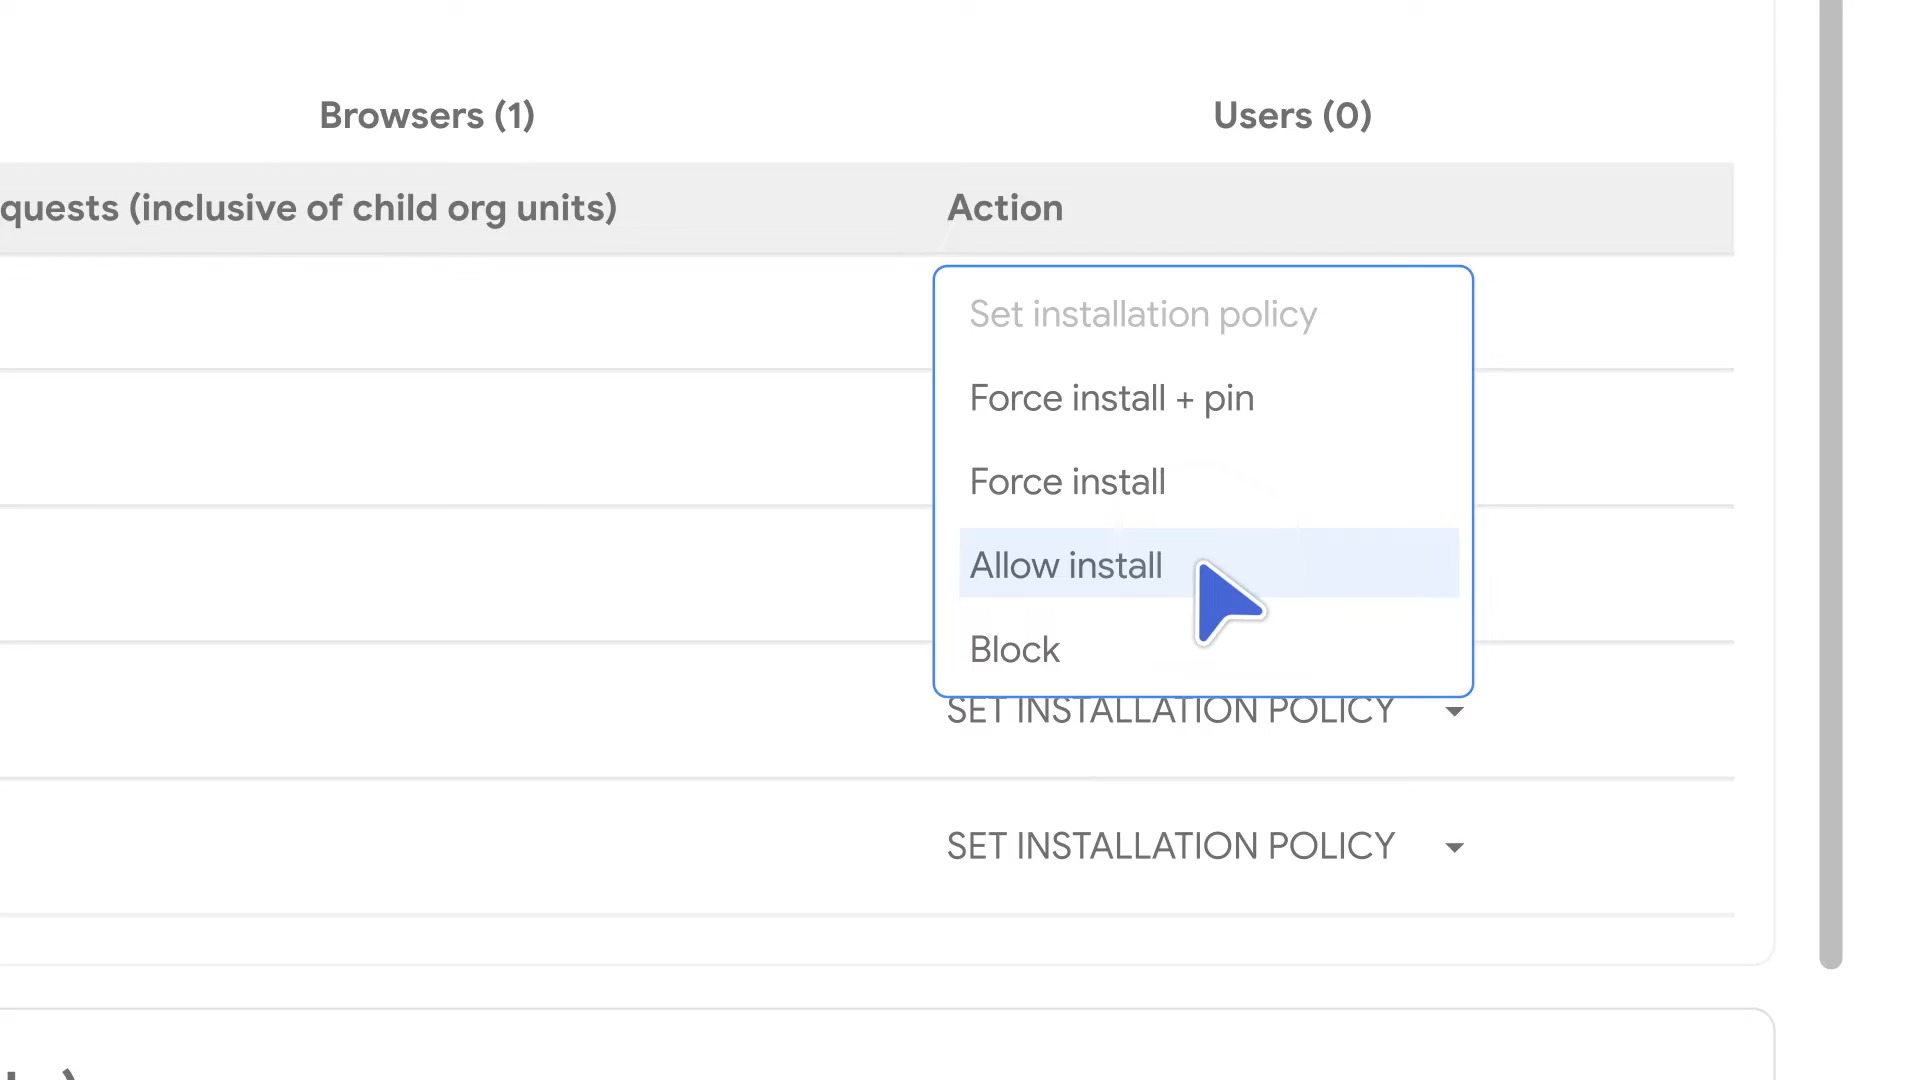 Browsers (1)
Users (0)
quests (inclusive of child org units)
Action
Set installation policy
Force install + pin
Force install
Allow install
Block
SET INSTALLATION POLICY
SET INSTALLATION POLICY